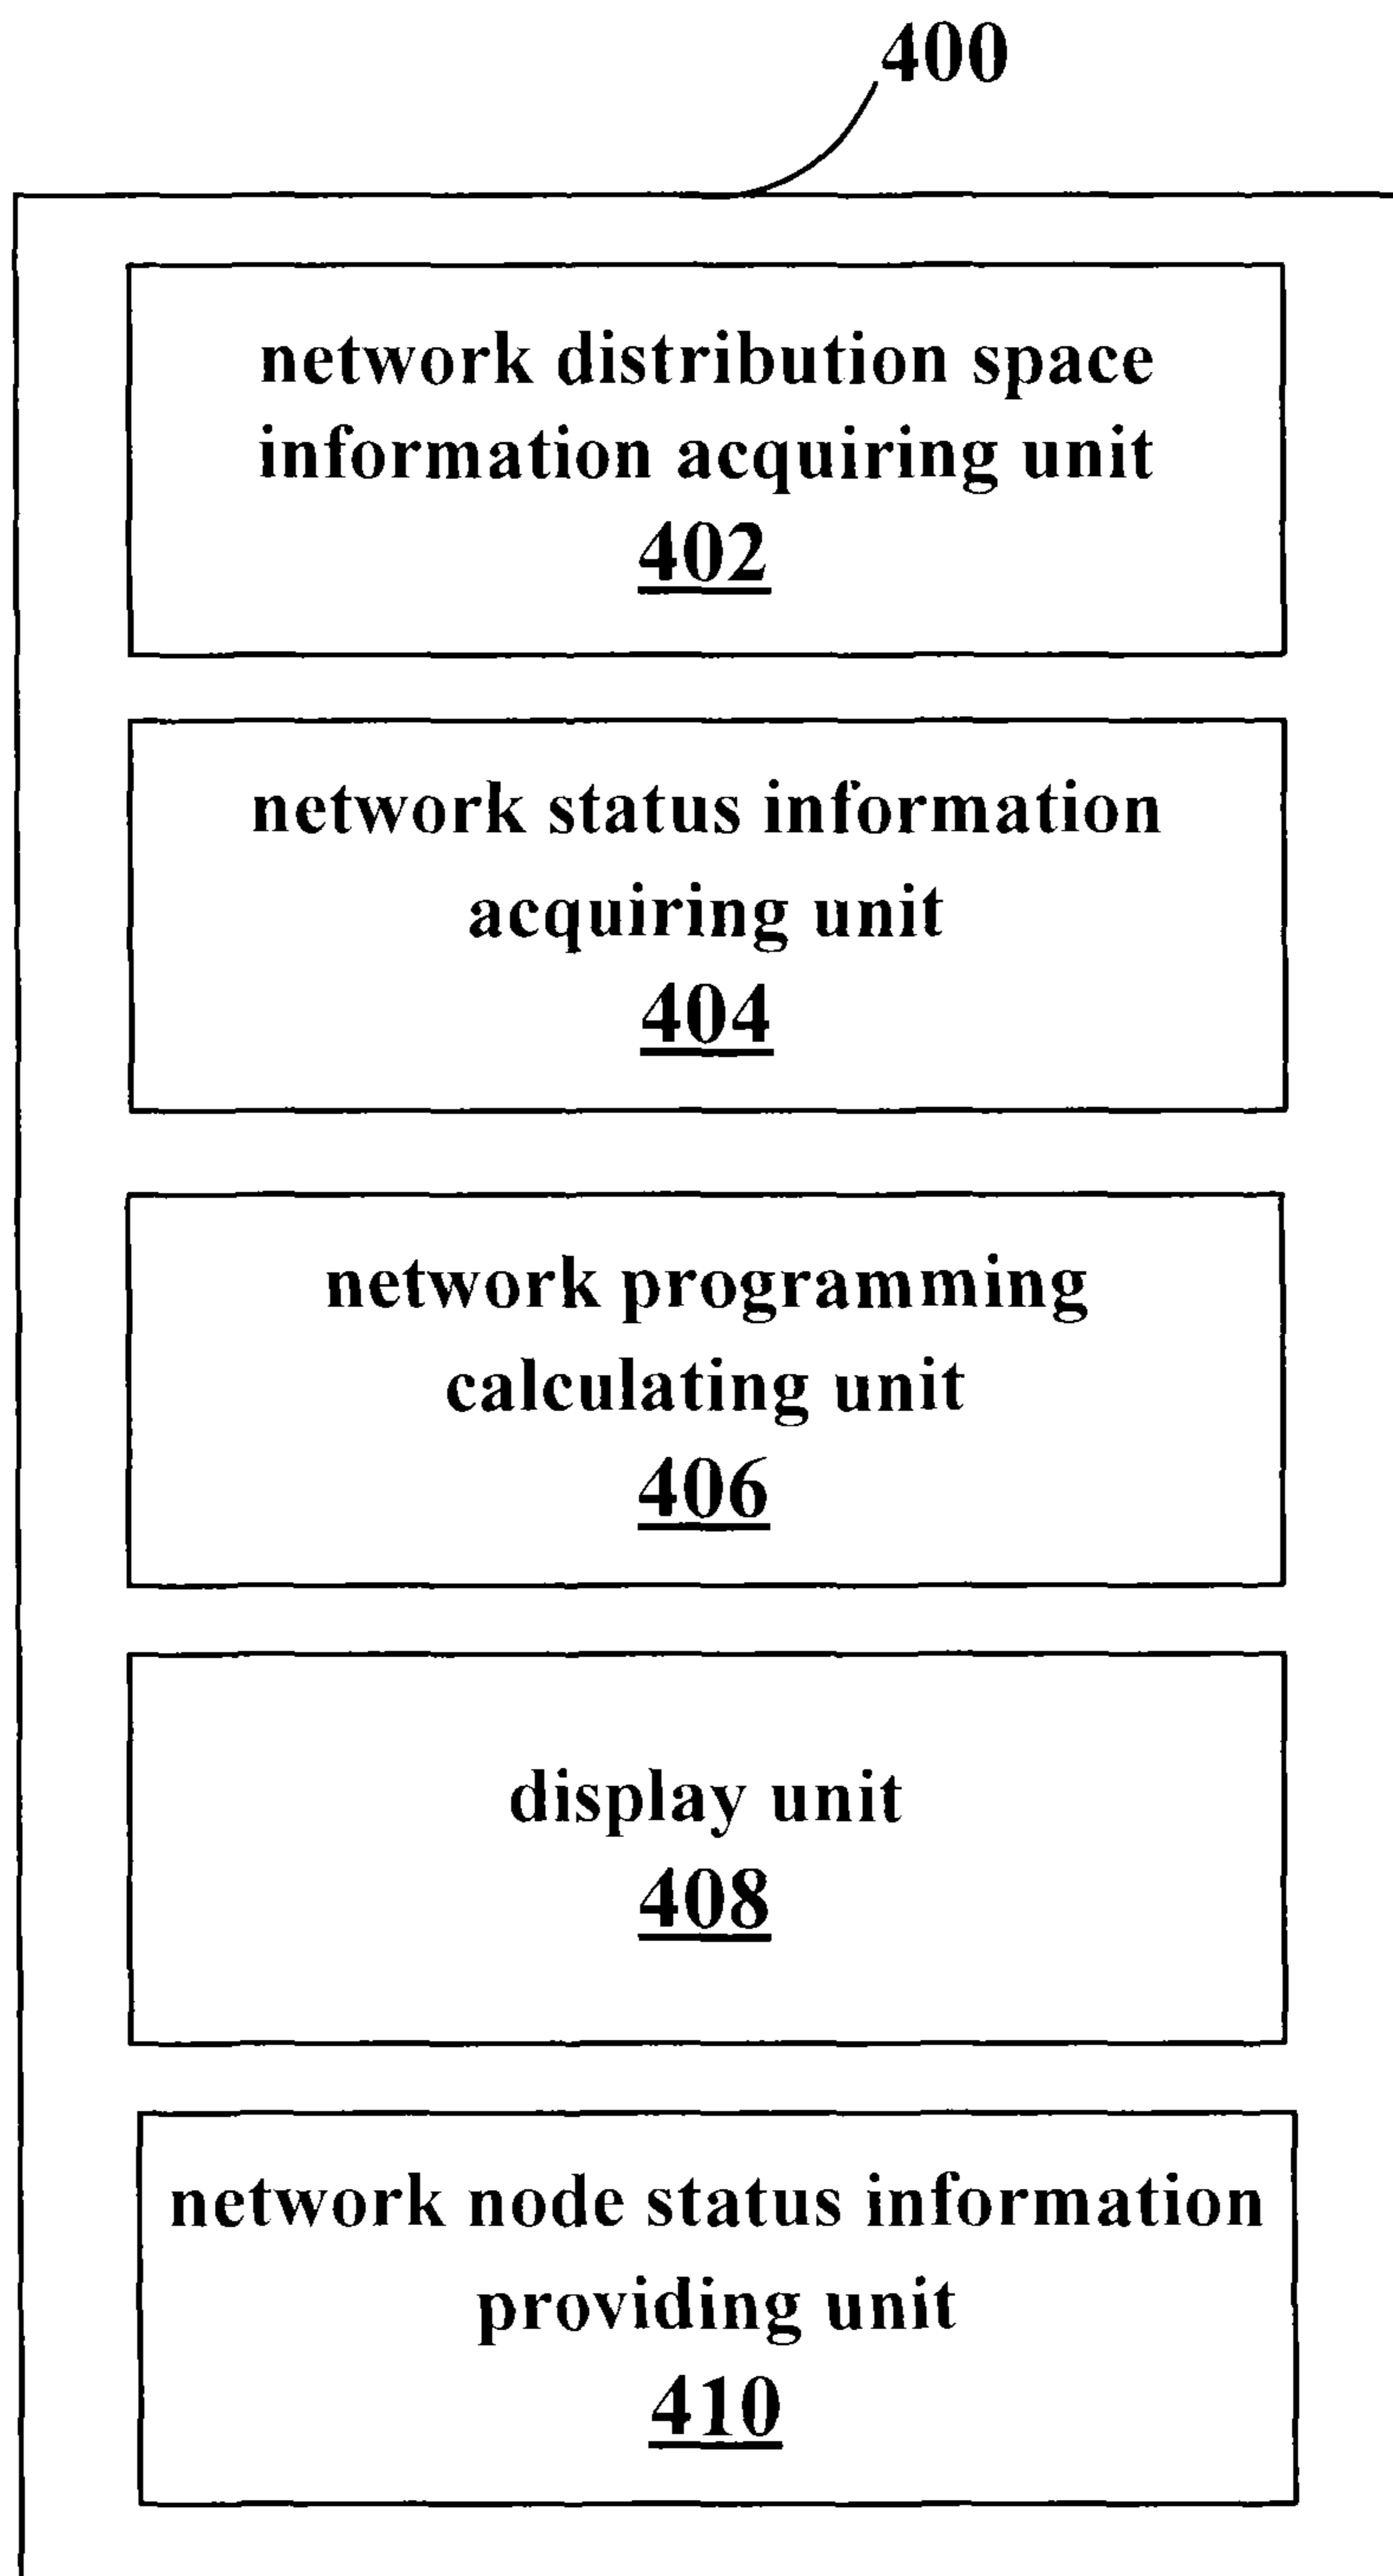 400
network distribution space
information acquiring unit
402
network status information
acquiring unit
404
network programming
calculating unit
406
display unit
408
network node status information
providing unit
410